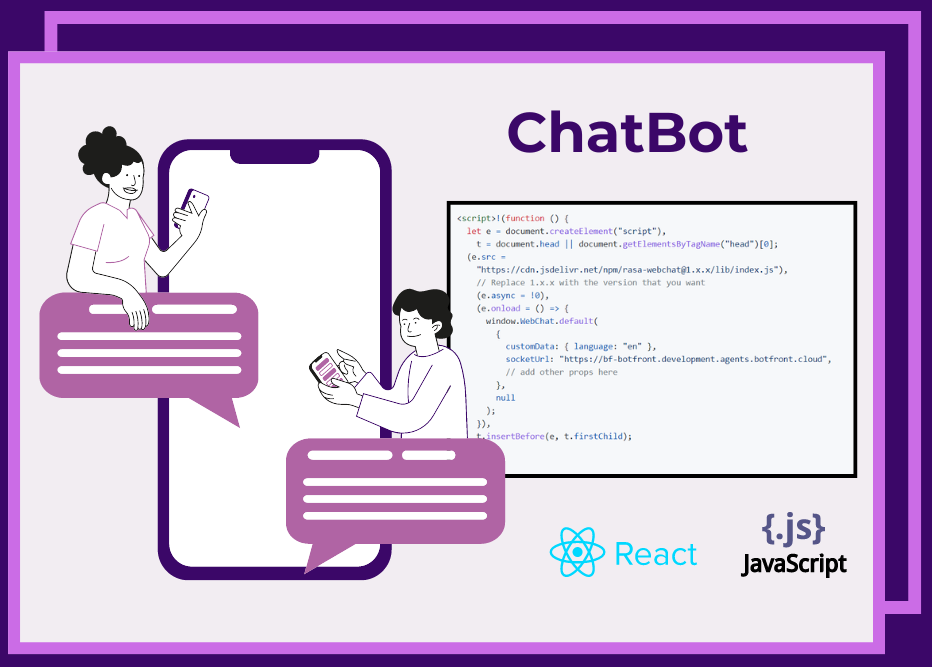 ChatBot
<script>!(function () {
let e = document.createElement("script"),
t = document.head || document.getElementsByTagName("head")[0];
(e.src =
"https://cdn.jsdelivr.net/npm/rasa-webchat@1.x.x/lib/index.js"),
// Replace 1.x.x with the version that you want
(e.async = !0),
(e.onload = () => {
window.WebChat.default(
{
customData: { language: "en" },
socketUrl: "https://bf-botfront.development.agents.botfront.cloud",
// add other props here
},
null
);
}),
t.insertBefore(e, t.firstChild);
React
{.js}
JavaScript